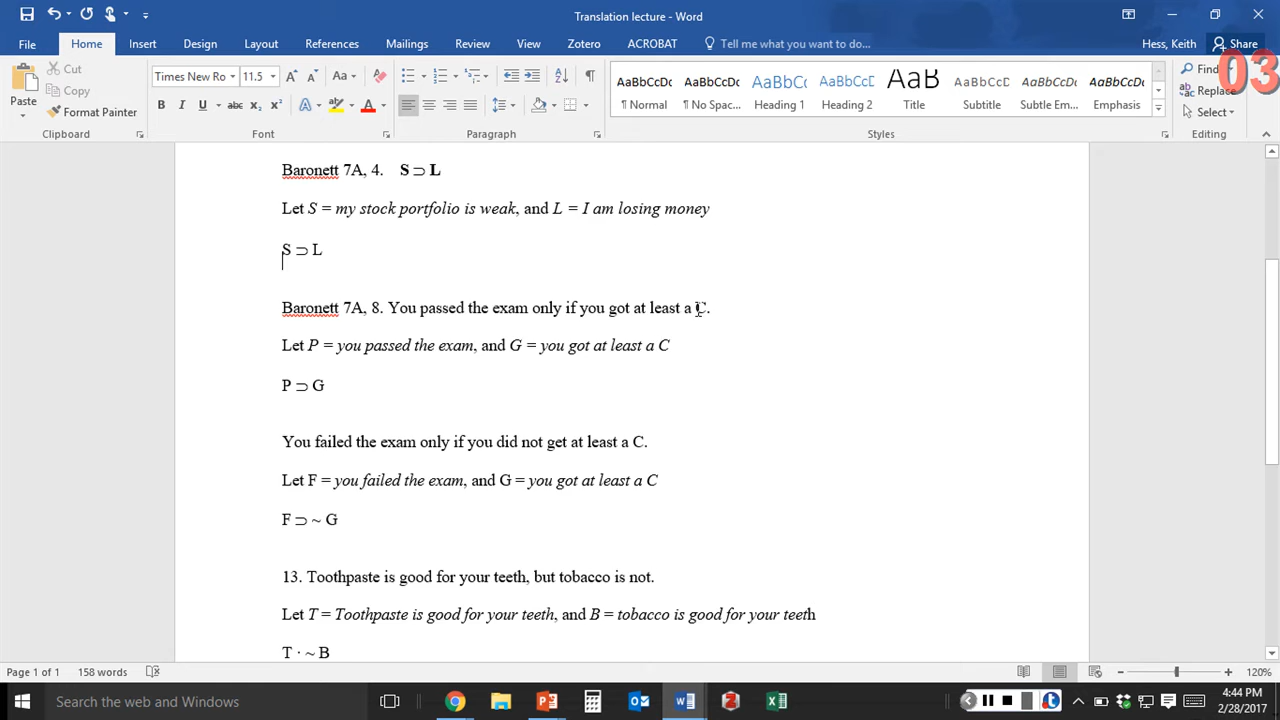 Translation lecture - Word
File Home Insert Design Layout References Mailings Review View Zotero ACROBAT Tell me what you want to do... Hess, Keith Share
03
Paste Cut Copy Format Painter
Times New Ro 11.5
B I U abc X₂ X² A
AaBbCcDc AaBbCcDc AaBbCc AaBbCcD AaB AaBbCcD AaBbCcDc AaBbCcDc
¶ Normal ¶ No Spac... Heading 1 Heading 2 Title Subtitle Subtle Em... Emphasis
Find Replace Select
Clipboard Font Paragraph Styles Editing
Baronett 7A, 4. S ⊃ L
Let S = my stock portfolio is weak, and L = I am losing money
S ⊃ L
Baronett 7A, 8. You passed the exam only if you got at least a C.
Let P = you passed the exam, and G = you got at least a C
P ⊃ G
You failed the exam only if you did not get at least a C.
Let F = you failed the exam, and G = you got at least a C
F ⊃ ~ G
13. Toothpaste is good for your teeth, but tobacco is not.
Let T = Toothpaste is good for your teeth, and B = tobacco is good for your teeth
T · ~ B
Page 1 of 1 158 words 120%
Search the web and Windows
4:44 PM
2/28/2017